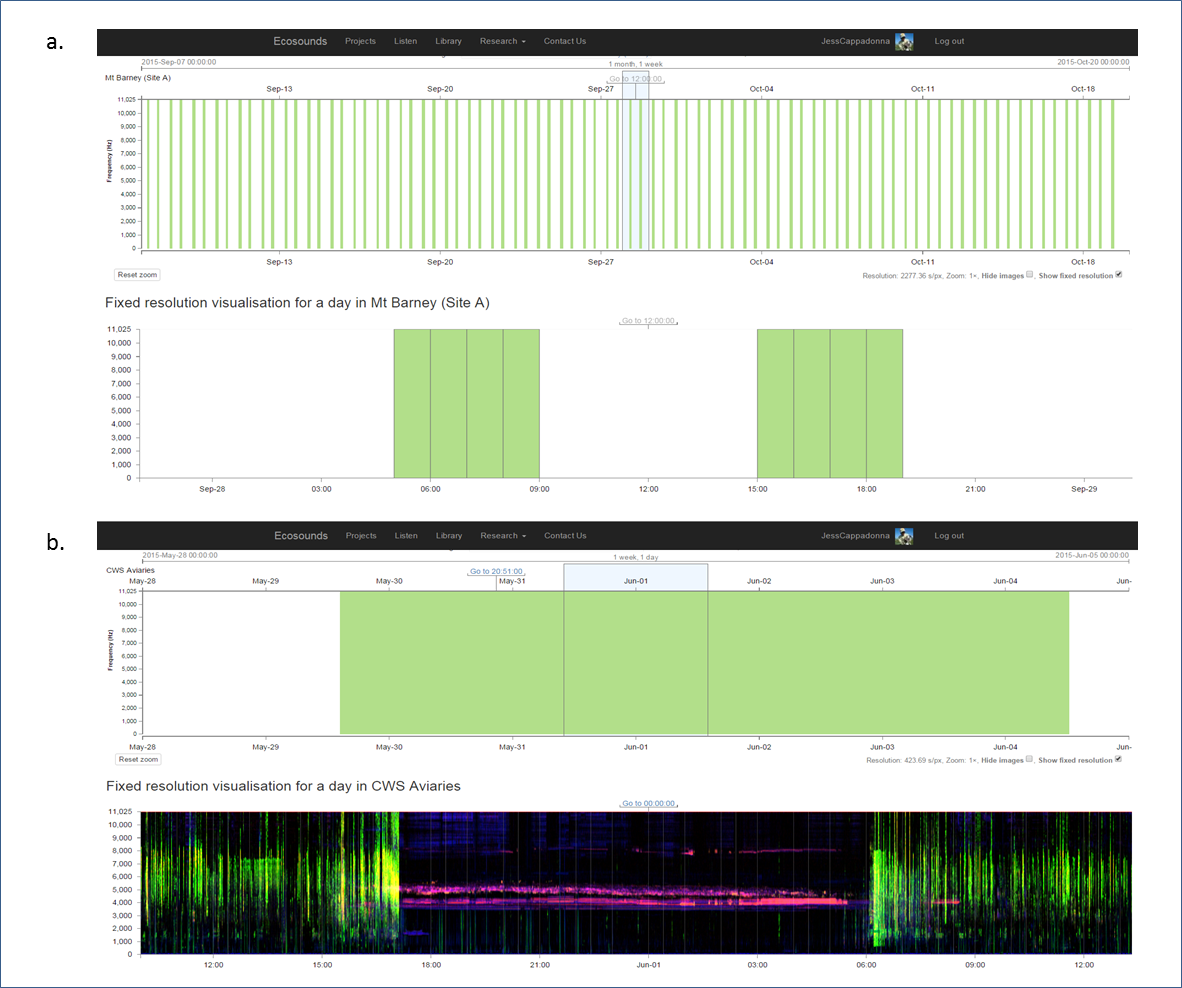 a.
Ecosounds Projects Listen Library Research Contact Us JessCappadonna Log out
2015-Sep-07 00:00:00 1 month, 1 week 2015-Oct-20 00:00:00
Mt Barney (Site A) Go to 12:00:00
Sep-13 Sep-20 Sep-27 Oct-04 Oct-11 Oct-18
11,025
10,000
9,000
8,000
7,000
6,000
5,000
4,000
3,000
2,000
1,000
0
Frequency (Hz)
Sep-13 Sep-20 Sep-27 Oct-04 Oct-11 Oct-18
Reset zoom Resolution: 2277.36 s/px, Zoom: 1×, Hide images , Show fixed resolution
Fixed resolution visualisation for a day in Mt Barney (Site A)
Go to 12:00:00
11,025
10,000
9,000
8,000
7,000
6,000
5,000
4,000
3,000
2,000
1,000
0
Sep-28 03:00 06:00 09:00 12:00 15:00 18:00 21:00 Sep-29
b.
Ecosounds Projects Listen Library Research Contact Us JessCappadonna Log out
2015-May-28 00:00:00 1 week, 1 day 2015-Jun-05 00:00:00
CWS Aviaries Go to 20:51:00
May-28 May-29 May-30 May-31 Jun-01 Jun-02 Jun-03 Jun-04 Jun-
11,025
10,000
9,000
8,000
7,000
6,000
5,000
4,000
3,000
2,000
1,000
0
Frequency (Hz)
May-28 May-29 May-30 May-31 Jun-01 Jun-02 Jun-03 Jun-04 Jun-
Reset zoom Resolution: 423.69 s/px, Zoom: 1×, Hide images , Show fixed resolution
Fixed resolution visualisation for a day in CWS Aviaries
Go to 00:00:00
11,025
10,000
9,000
8,000
7,000
6,000
5,000
4,000
3,000
2,000
1,000
0
12:00 15:00 18:00 21:00 Jun-01 03:00 06:00 09:00 12:00